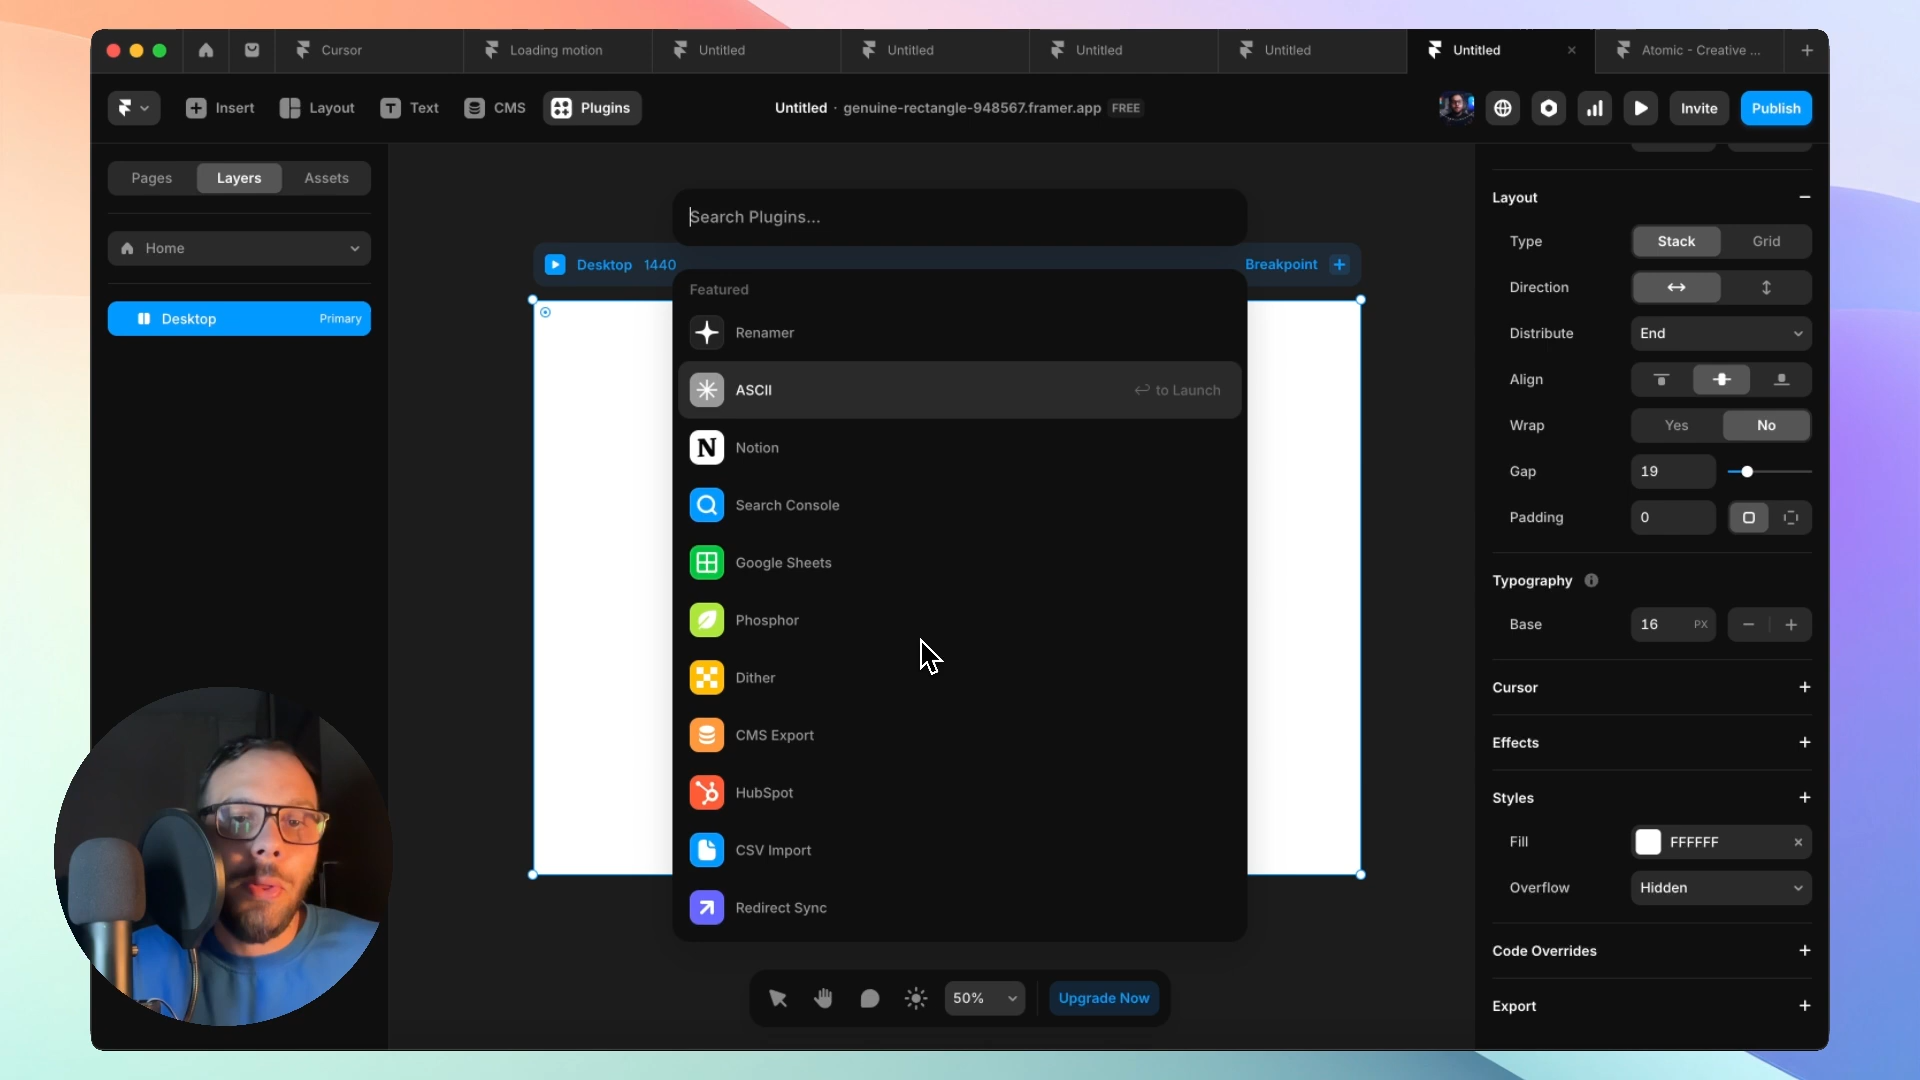 Cursor
Loading motion
Untitled
Untitled
Untitled
Untitled
Untitled
Atomic - Creative ...
Insert
Layout
Text
CMS
Plugins
Untitled · genuine-rectangle-948567.framer.app FREE
Invite
Publish
Pages
Layers
Assets
Home
Desktop Primary
Search Plugins...
Desktop 1440
Breakpoint
Featured
Renamer
ASCII
to Launch
Notion
Search Console
Google Sheets
Phosphor
Dither
CMS Export
HubSpot
CSV Import
Redirect Sync
50%
Upgrade Now
Layout
Type Stack Grid
Direction
Distribute End
Align
Wrap Yes No
Gap 19
Padding 0
Typography
Base 16 PX
Cursor
Effects
Styles
Fill FFFFFF
Overflow Hidden
Code Overrides
Export